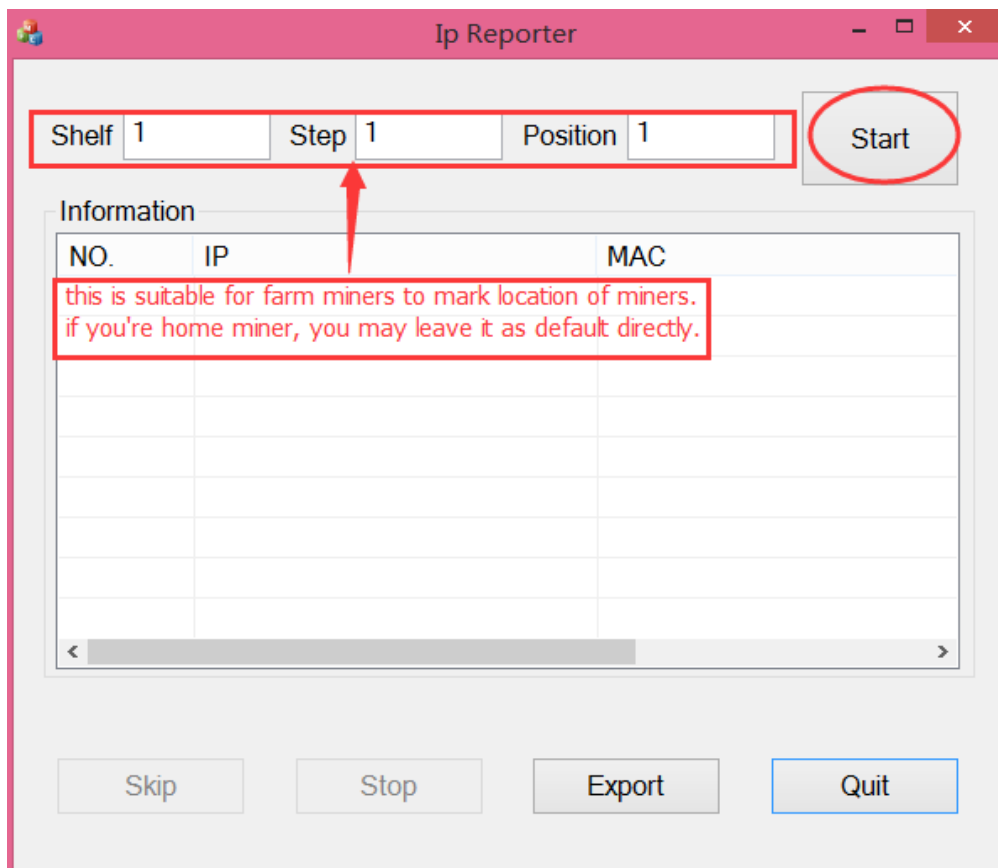 Ip Reporter
Shelf 1 Step 1 Position 1 Start
Information
NO. IP MAC
this is suitable for farm miners to mark location of miners.
if you're home miner, you may leave it as default directly.
Skip Stop Export Quit